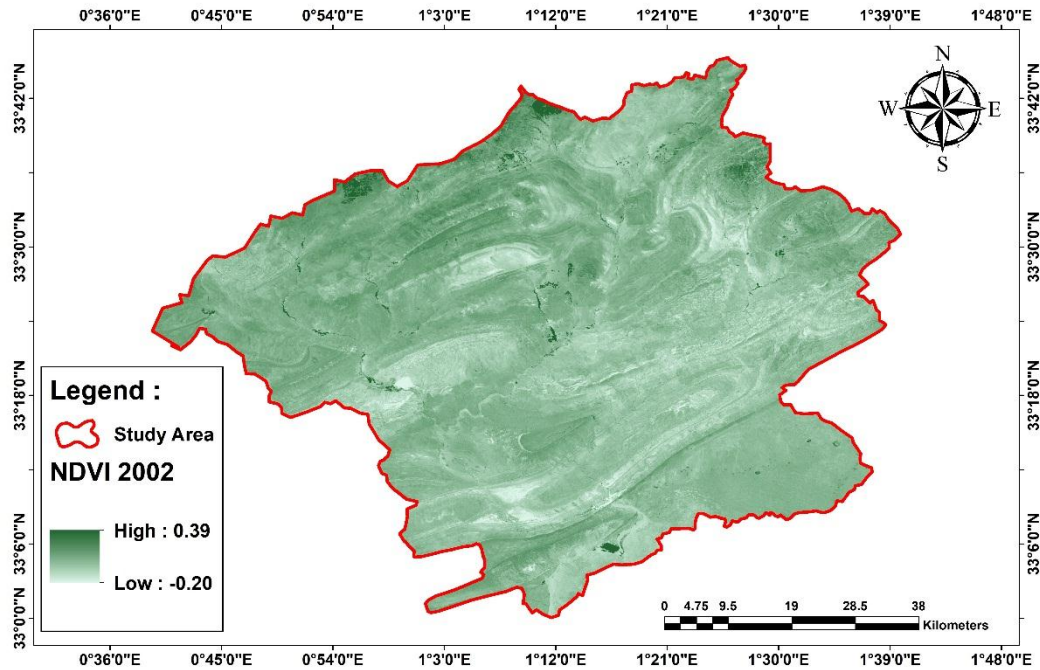 0°36'0"E 0°45'0"E 0°54'0"E 1°3'0"E 1°12'0"E 1°21'0"E 1°30'0"E 1°39'0"E 1°48'0"E
33°42'0"N 33°42'0"N
N
W E
S
33°30'0"N 33°30'0"N
33°18'0"N 33°18'0"N
Legend :
Study Area
NDVI 2002
High : 0.39
Low : -0.20
33°6'0"N 33°6'0"N
33°0'0"N 33°0'0"N
0 4.75 9.5 19 28.5 38
Kilometers
0°36'0"E 0°45'0"E 0°54'0"E 1°3'0"E 1°12'0"E 1°21'0"E 1°30'0"E 1°39'0"E 1°48'0"E